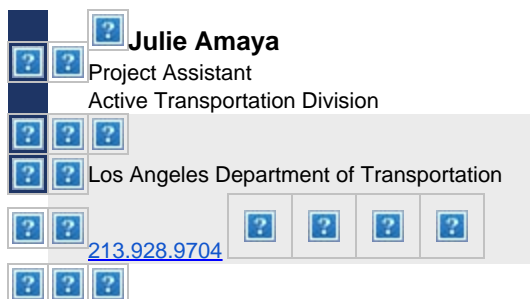 Julie Amaya
Project Assistant
Active Transportation Division
Los Angeles Department of Transportation
213.928.9704